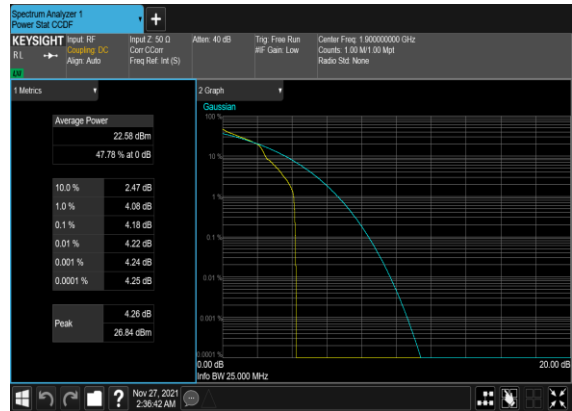 Spectrum Analyzer 1
Power Stat CCDF
+
KEYSIGHT Input: RF Input Z: 50 Ω Atten: 40 dB Trig: Free Run Center Freq: 1.900000000 GHz
RL Coupling: DC Corr CCorr #IF Gain: Low Counts: 1.00 M/1.00 Mpt
Align: Auto Freq Ref: Int (S) Radio Std: None
1 Metrics
2 Graph
Average Power
22.58 dBm
47.78 % at 0 dB
10.0 % 2.47 dB
1.0 % 4.08 dB
0.1 % 4.18 dB
0.01 % 4.22 dB
0.001 % 4.24 dB
0.0001 % 4.25 dB
Peak 4.26 dB
26.84 dBm
Gaussian
100 %
10 %
1 %
0.1 %
0.01 %
0.001 %
0.0001 %
0.00 dB 20.00 dB
Info BW 25.000 MHz
? Nov 27, 2021
2:36:42 AM